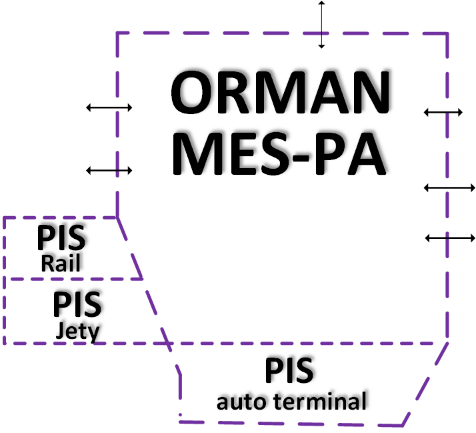 ORMAN
MES-PA
PIS
Rail
PIS
Jety
PIS
auto terminal